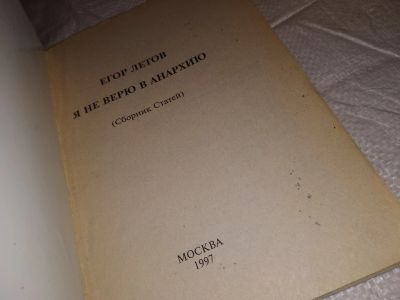 ЕГОР ЛЕТОВ
Я НЕ ВЕРЮ В АНАРХИЮ
(Сборник Статей)
МОСКВА
1997